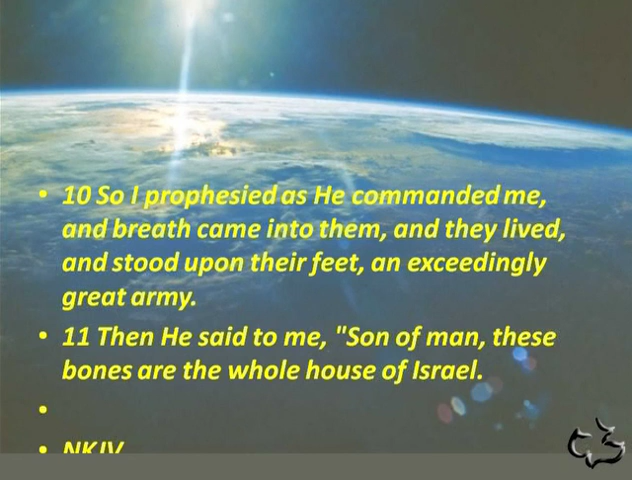 • 10 So I prophesied as He commanded me,
and breath came into them, and they lived,
and stood upon their feet, an exceedingly
great army.
• 11 Then He said to me, "Son of man, these
bones are the whole house of Israel.
•
• NKJV